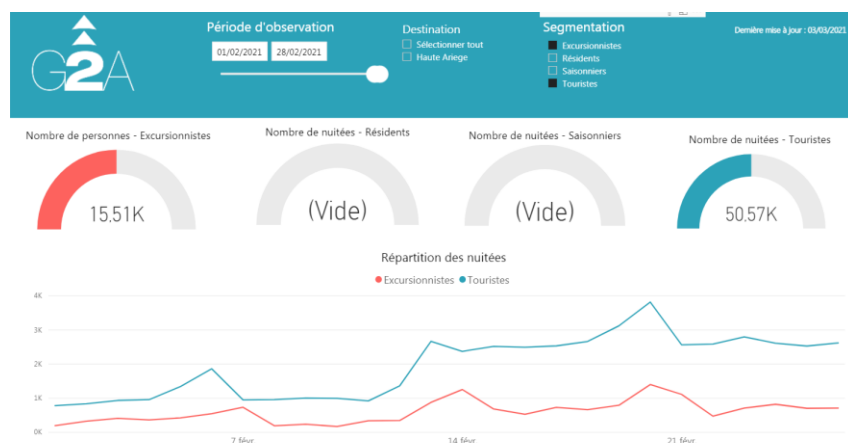 G2A
Période d'observation
01/02/2021
28/02/2021
Destination
Sélectionner tout
Haute Ariege
Segmentation
Excursionnistes
Résidents
Saisonniers
Touristes
Dernière mise à jour : 03/03/2021
Nombre de personnes - Excursionnistes
15,51K
Nombre de nuitées - Résidents
(Vide)
Nombre de nuitées - Saisonniers
(Vide)
Nombre de nuitées - Touristes
50,57K
Répartition des nuitées
Excursionnistes Touristes
4K
3K
2K
1K
0K
7 févr.
14 févr.
21 févr.